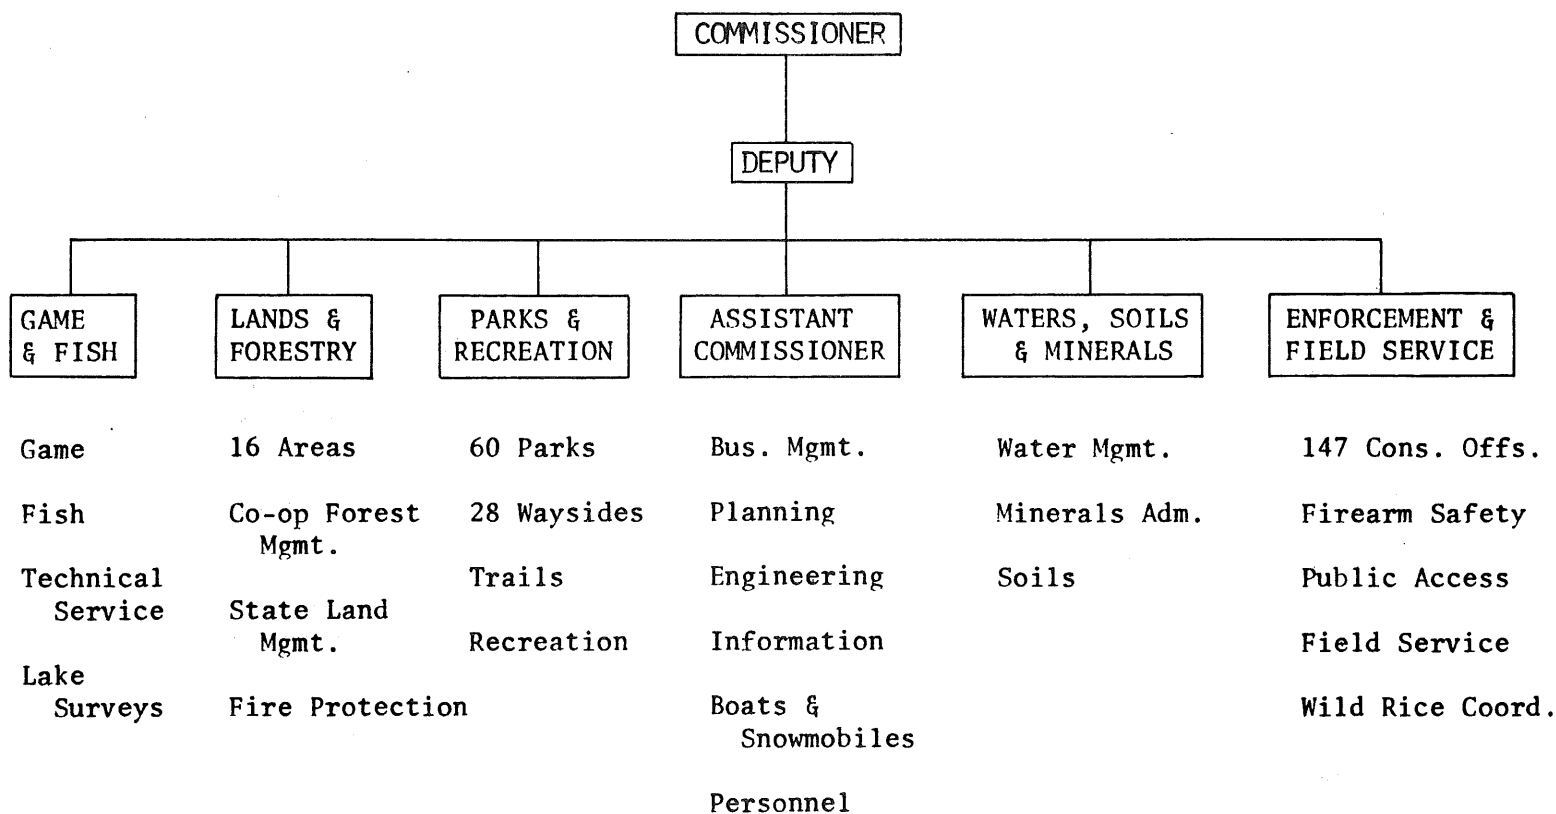 COMMISSIONER
DEPUTY
GAME
& FISH
LANDS &
FORESTRY
PARKS &
RECREATION
ASSISTANT
COMMISSIONER
WATERS, SOILS
& MINERALS
ENFORCEMENT &
FIELD SERVICE
Game
Fish
Technical
Service
Lake
Surveys
16 Areas
Co-op Forest
Mgmt.
State Land
Mgmt.
Fire Protection
60 Parks
28 Waysides
Trails
Recreation
Bus. Mgmt.
Planning
Engineering
Information
Boats &
Snowmobiles
Personnel
Water Mgmt.
Minerals Adm.
Soils
147 Cons. Offs.
Firearm Safety
Public Access
Field Service
Wild Rice Coord.